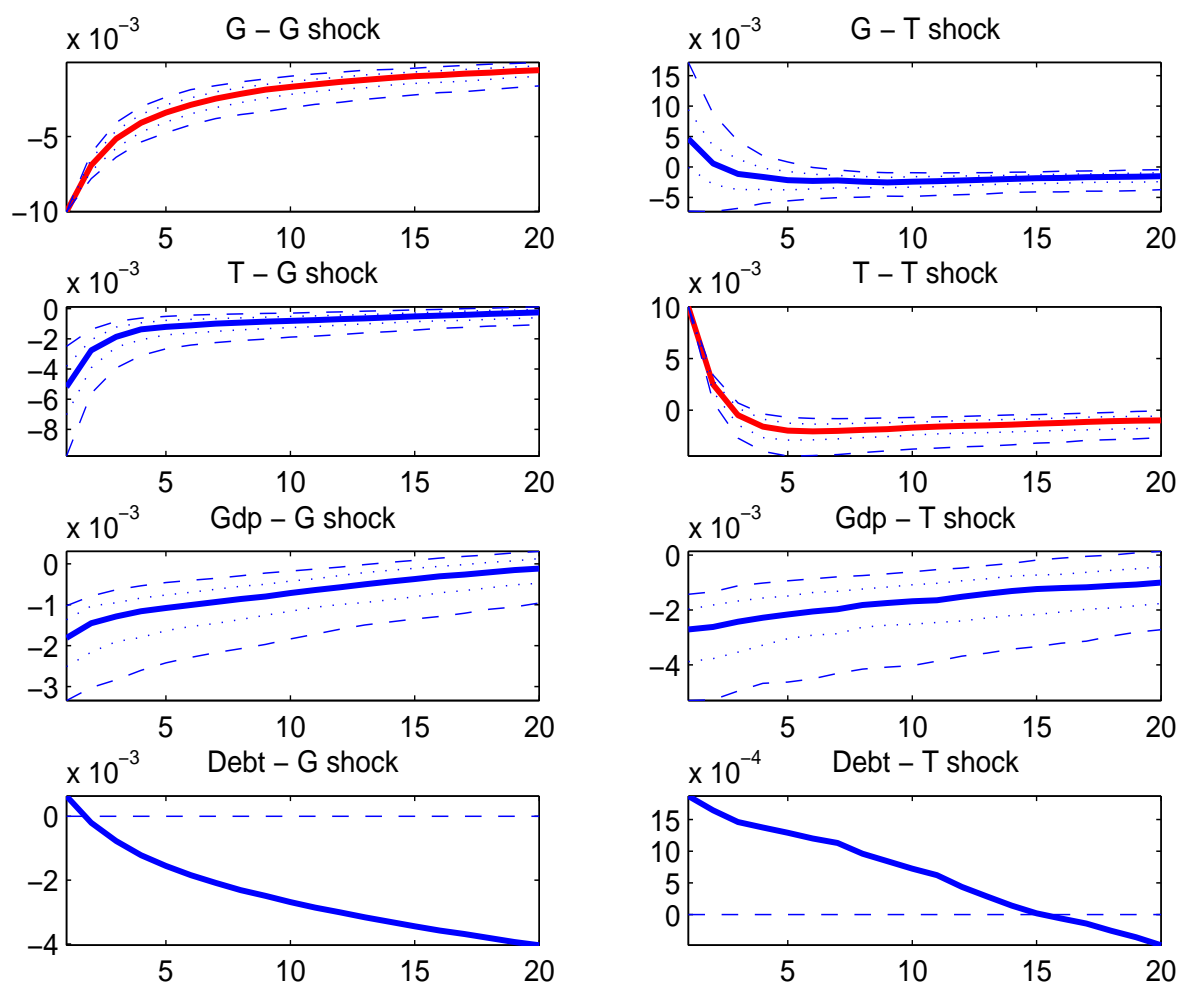 x 10⁻³
G – G shock
−5
−10
5 10 15 20
x 10⁻³
G – T shock
15
10
5
0
−5
5 10 15 20
x 10⁻³
T – G shock
0
−2
−4
−6
−8
5 10 15 20
x 10⁻³
T – T shock
10
5
0
5 10 15 20
x 10⁻³
Gdp – G shock
0
−1
−2
−3
5 10 15 20
x 10⁻³
Gdp – T shock
0
−2
−4
5 10 15 20
x 10⁻³
Debt – G shock
0
−2
−4
5 10 15 20
x 10⁻⁴
Debt – T shock
15
10
5
0
5 10 15 20